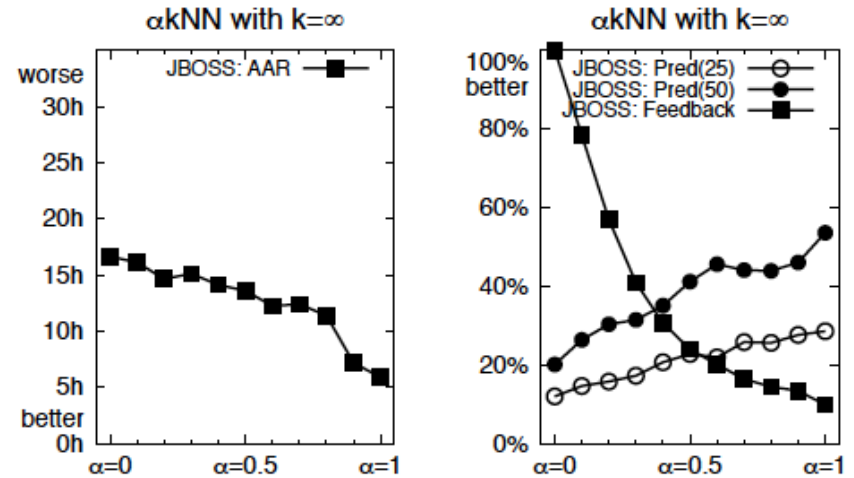 αkNN with k=∞
worse
JBOSS: AAR
30h
25h
20h
15h
10h
5h
better
0h
α=0
α=0.5
α=1
αkNN with k=∞
100%
better
JBOSS: Pred(25)
JBOSS: Pred(50)
JBOSS: Feedback
80%
60%
40%
20%
0%
α=0
α=0.5
α=1